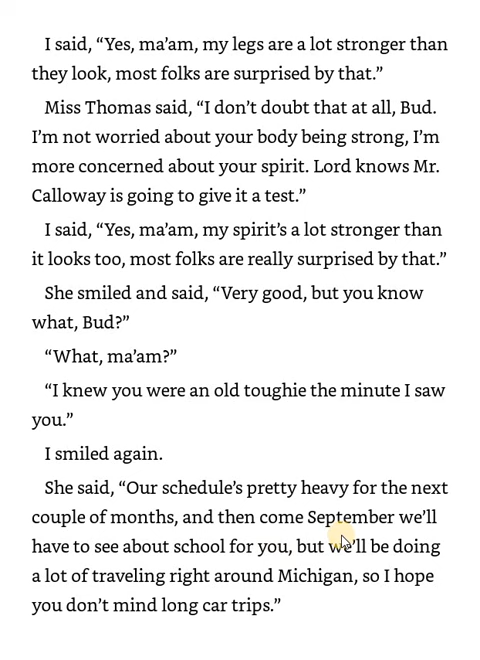 I said, “Yes, ma’am, my legs are a lot stronger than
they look, most folks are surprised by that.”
Miss Thomas said, “I don’t doubt that at all, Bud.
I’m not worried about your body being strong, I’m
more concerned about your spirit. Lord knows Mr.
Calloway is going to give it a test.”
I said, “Yes, ma’am, my spirit’s a lot stronger than
it looks too, most folks are really surprised by that.”
She smiled and said, “Very good, but you know
what, Bud?”
“What, ma’am?”
“I knew you were an old toughie the minute I saw
you.”
I smiled again.
She said, “Our schedule’s pretty heavy for the next
couple of months, and then come September we’ll
have to see about school for you, but we’ll be doing
a lot of traveling right around Michigan, so I hope
you don’t mind long car trips.”